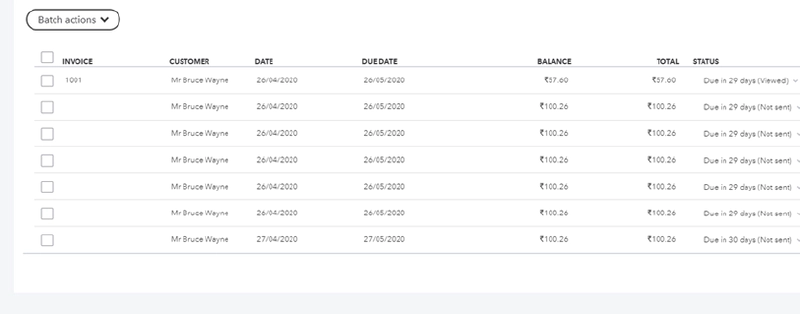 Batch actions
INVOICE CUSTOMER DATE DUE DATE BALANCE TOTAL STATUS
1001 Mr Bruce Wayne 26/04/2020 26/05/2020 ₹57.60 ₹57.60 Due in 29 days (Viewed)
Mr Bruce Wayne 26/04/2020 26/05/2020 ₹100.26 ₹100.26 Due in 29 days (Not sent)
Mr Bruce Wayne 26/04/2020 26/05/2020 ₹100.26 ₹100.26 Due in 29 days (Not sent)
Mr Bruce Wayne 26/04/2020 26/05/2020 ₹100.26 ₹100.26 Due in 29 days (Not sent)
Mr Bruce Wayne 26/04/2020 26/05/2020 ₹100.26 ₹100.26 Due in 29 days (Not sent)
Mr Bruce Wayne 26/04/2020 26/05/2020 ₹100.26 ₹100.26 Due in 29 days (Not sent)
Mr Bruce Wayne 27/04/2020 27/05/2020 ₹100.26 ₹100.26 Due in 30 days (Not sent)